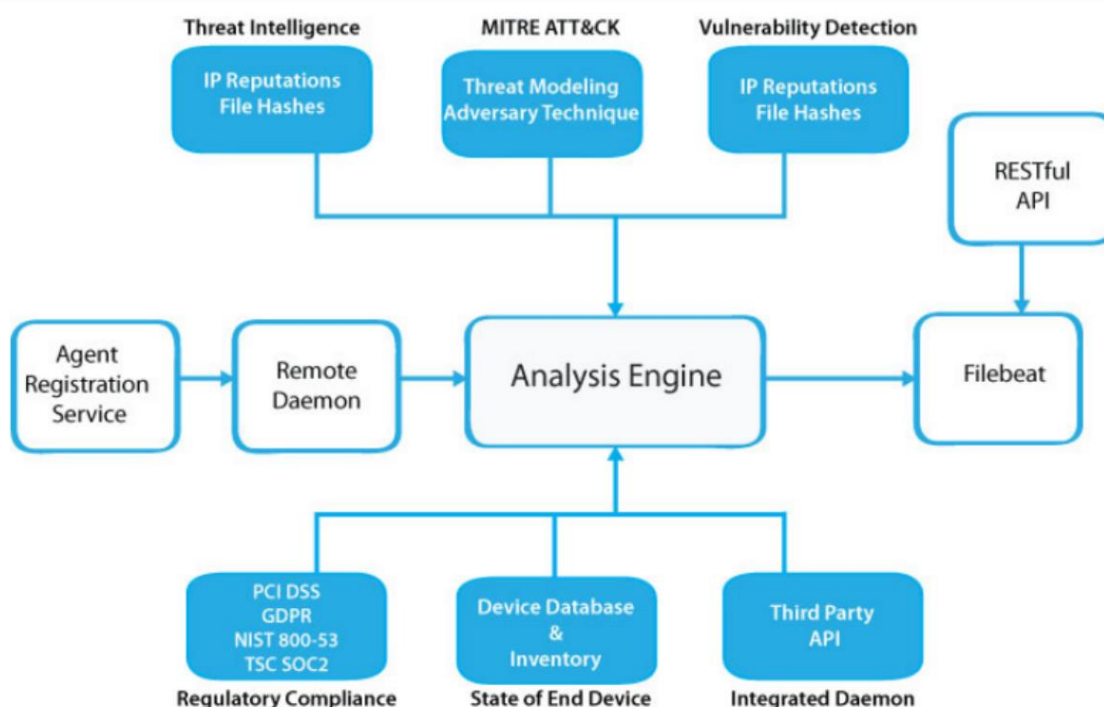 Threat Intelligence
MITRE ATT&CK
Vulnerability Detection
IP Reputations
File Hashes
Threat Modeling
Adversary Technique
IP Reputations
File Hashes
RESTful
API
Agent
Registration
Service
Remote
Daemon
Analysis Engine
Filebeat
PCI DSS
GDPR
NIST 800-53
TSC SOC2
Device Database
&
Inventory
Third Party
API
Regulatory Compliance
State of End Device
Integrated Daemon